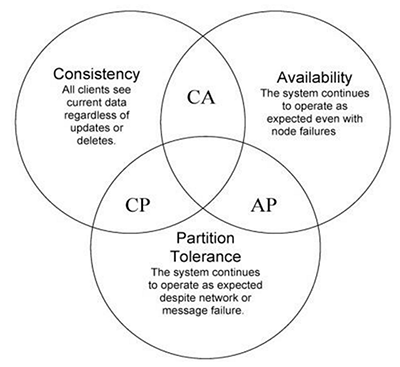 Consistency
All clients see
current data
regardless of
updates or
deletes.
CA
Availability
The system continues
to operate as
expected even with
node failures
CP
AP
Partition
Tolerance
The system continues
to operate as expected
despite network or
message failure.